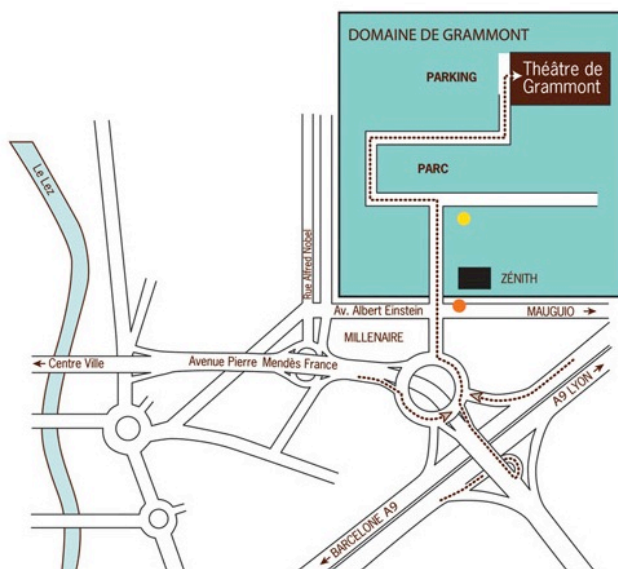 DOMAINE DE GRAMMONT
PARKING
Théâtre de
Grammont
Le Lez
PARC
Rue Alfred Nobel
ZÉNITH
Av. Albert Einstein
MAUGUIO
MILLENAIRE
Centre Ville
Avenue Pierre Mendès France
A9 LYON
BARCELONE A9